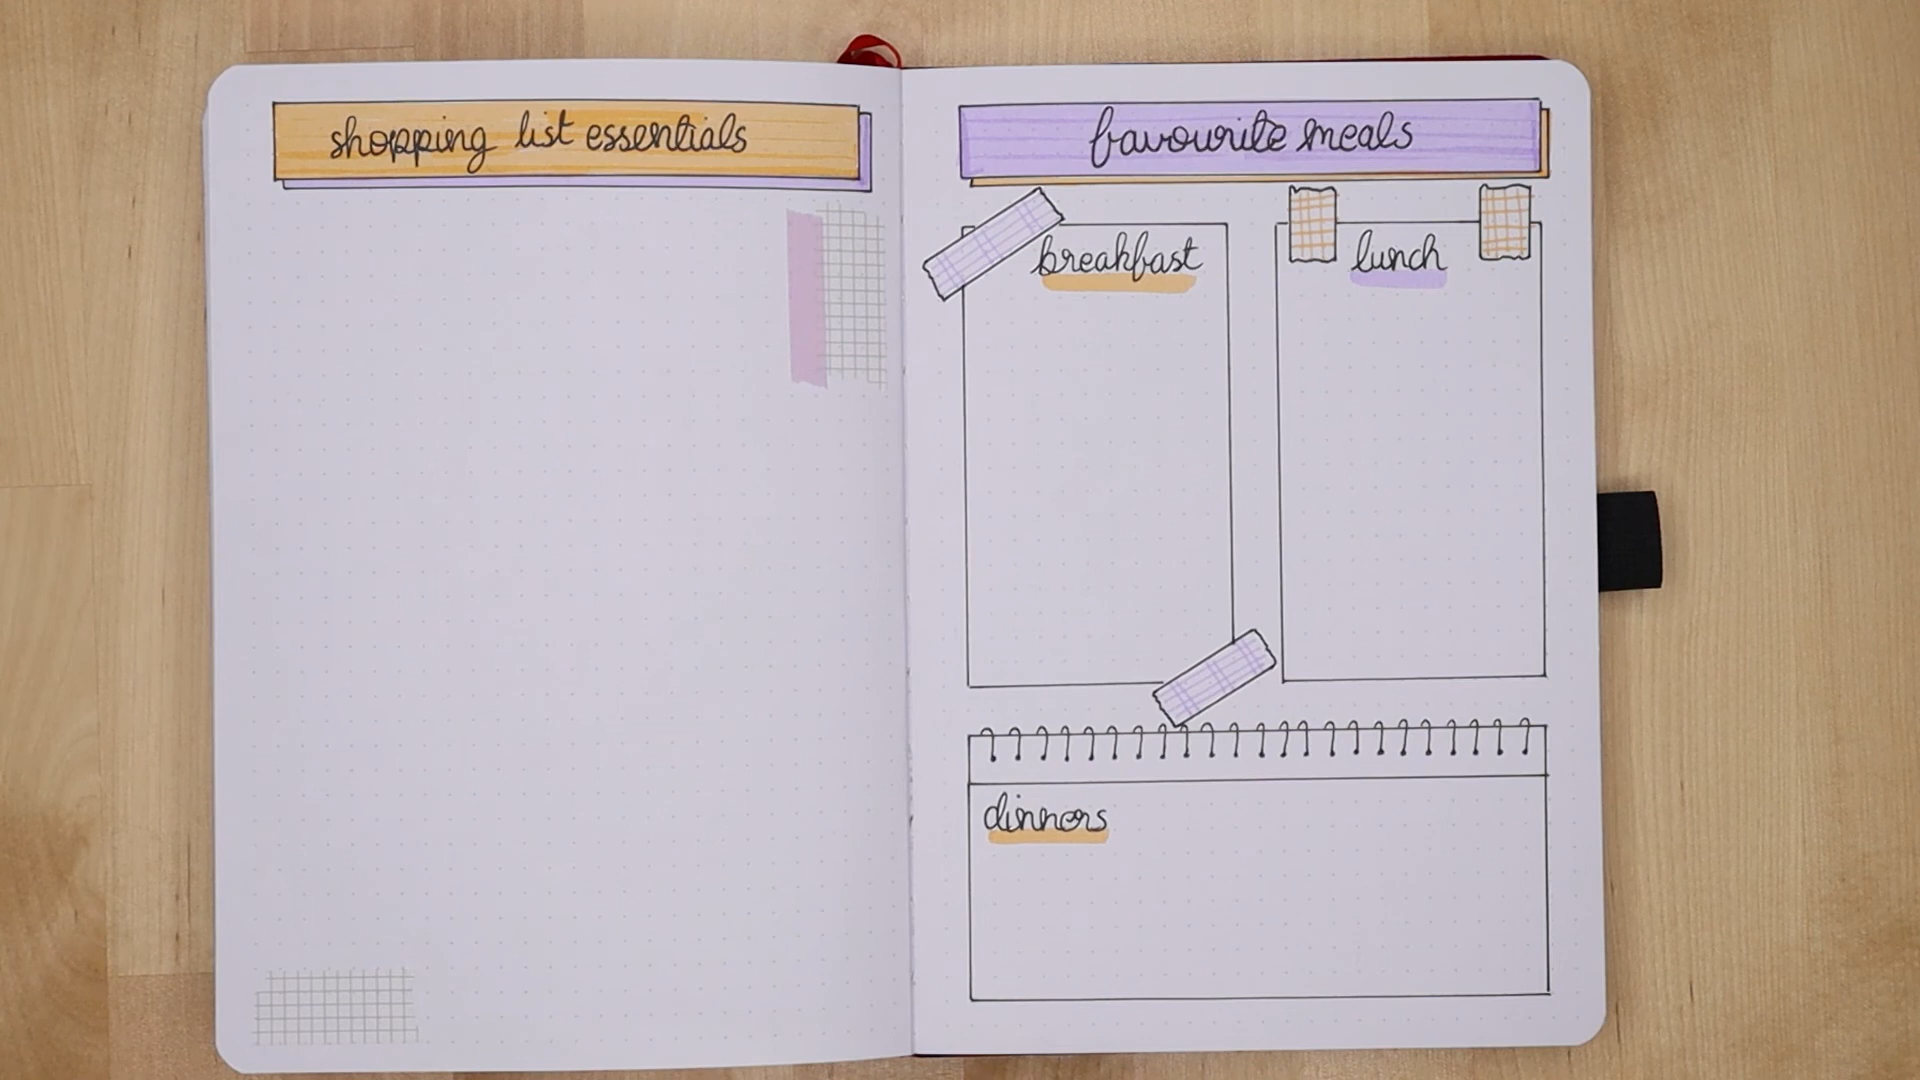 shopping list essentials
favourite meals
breakfast
lunch
dinners